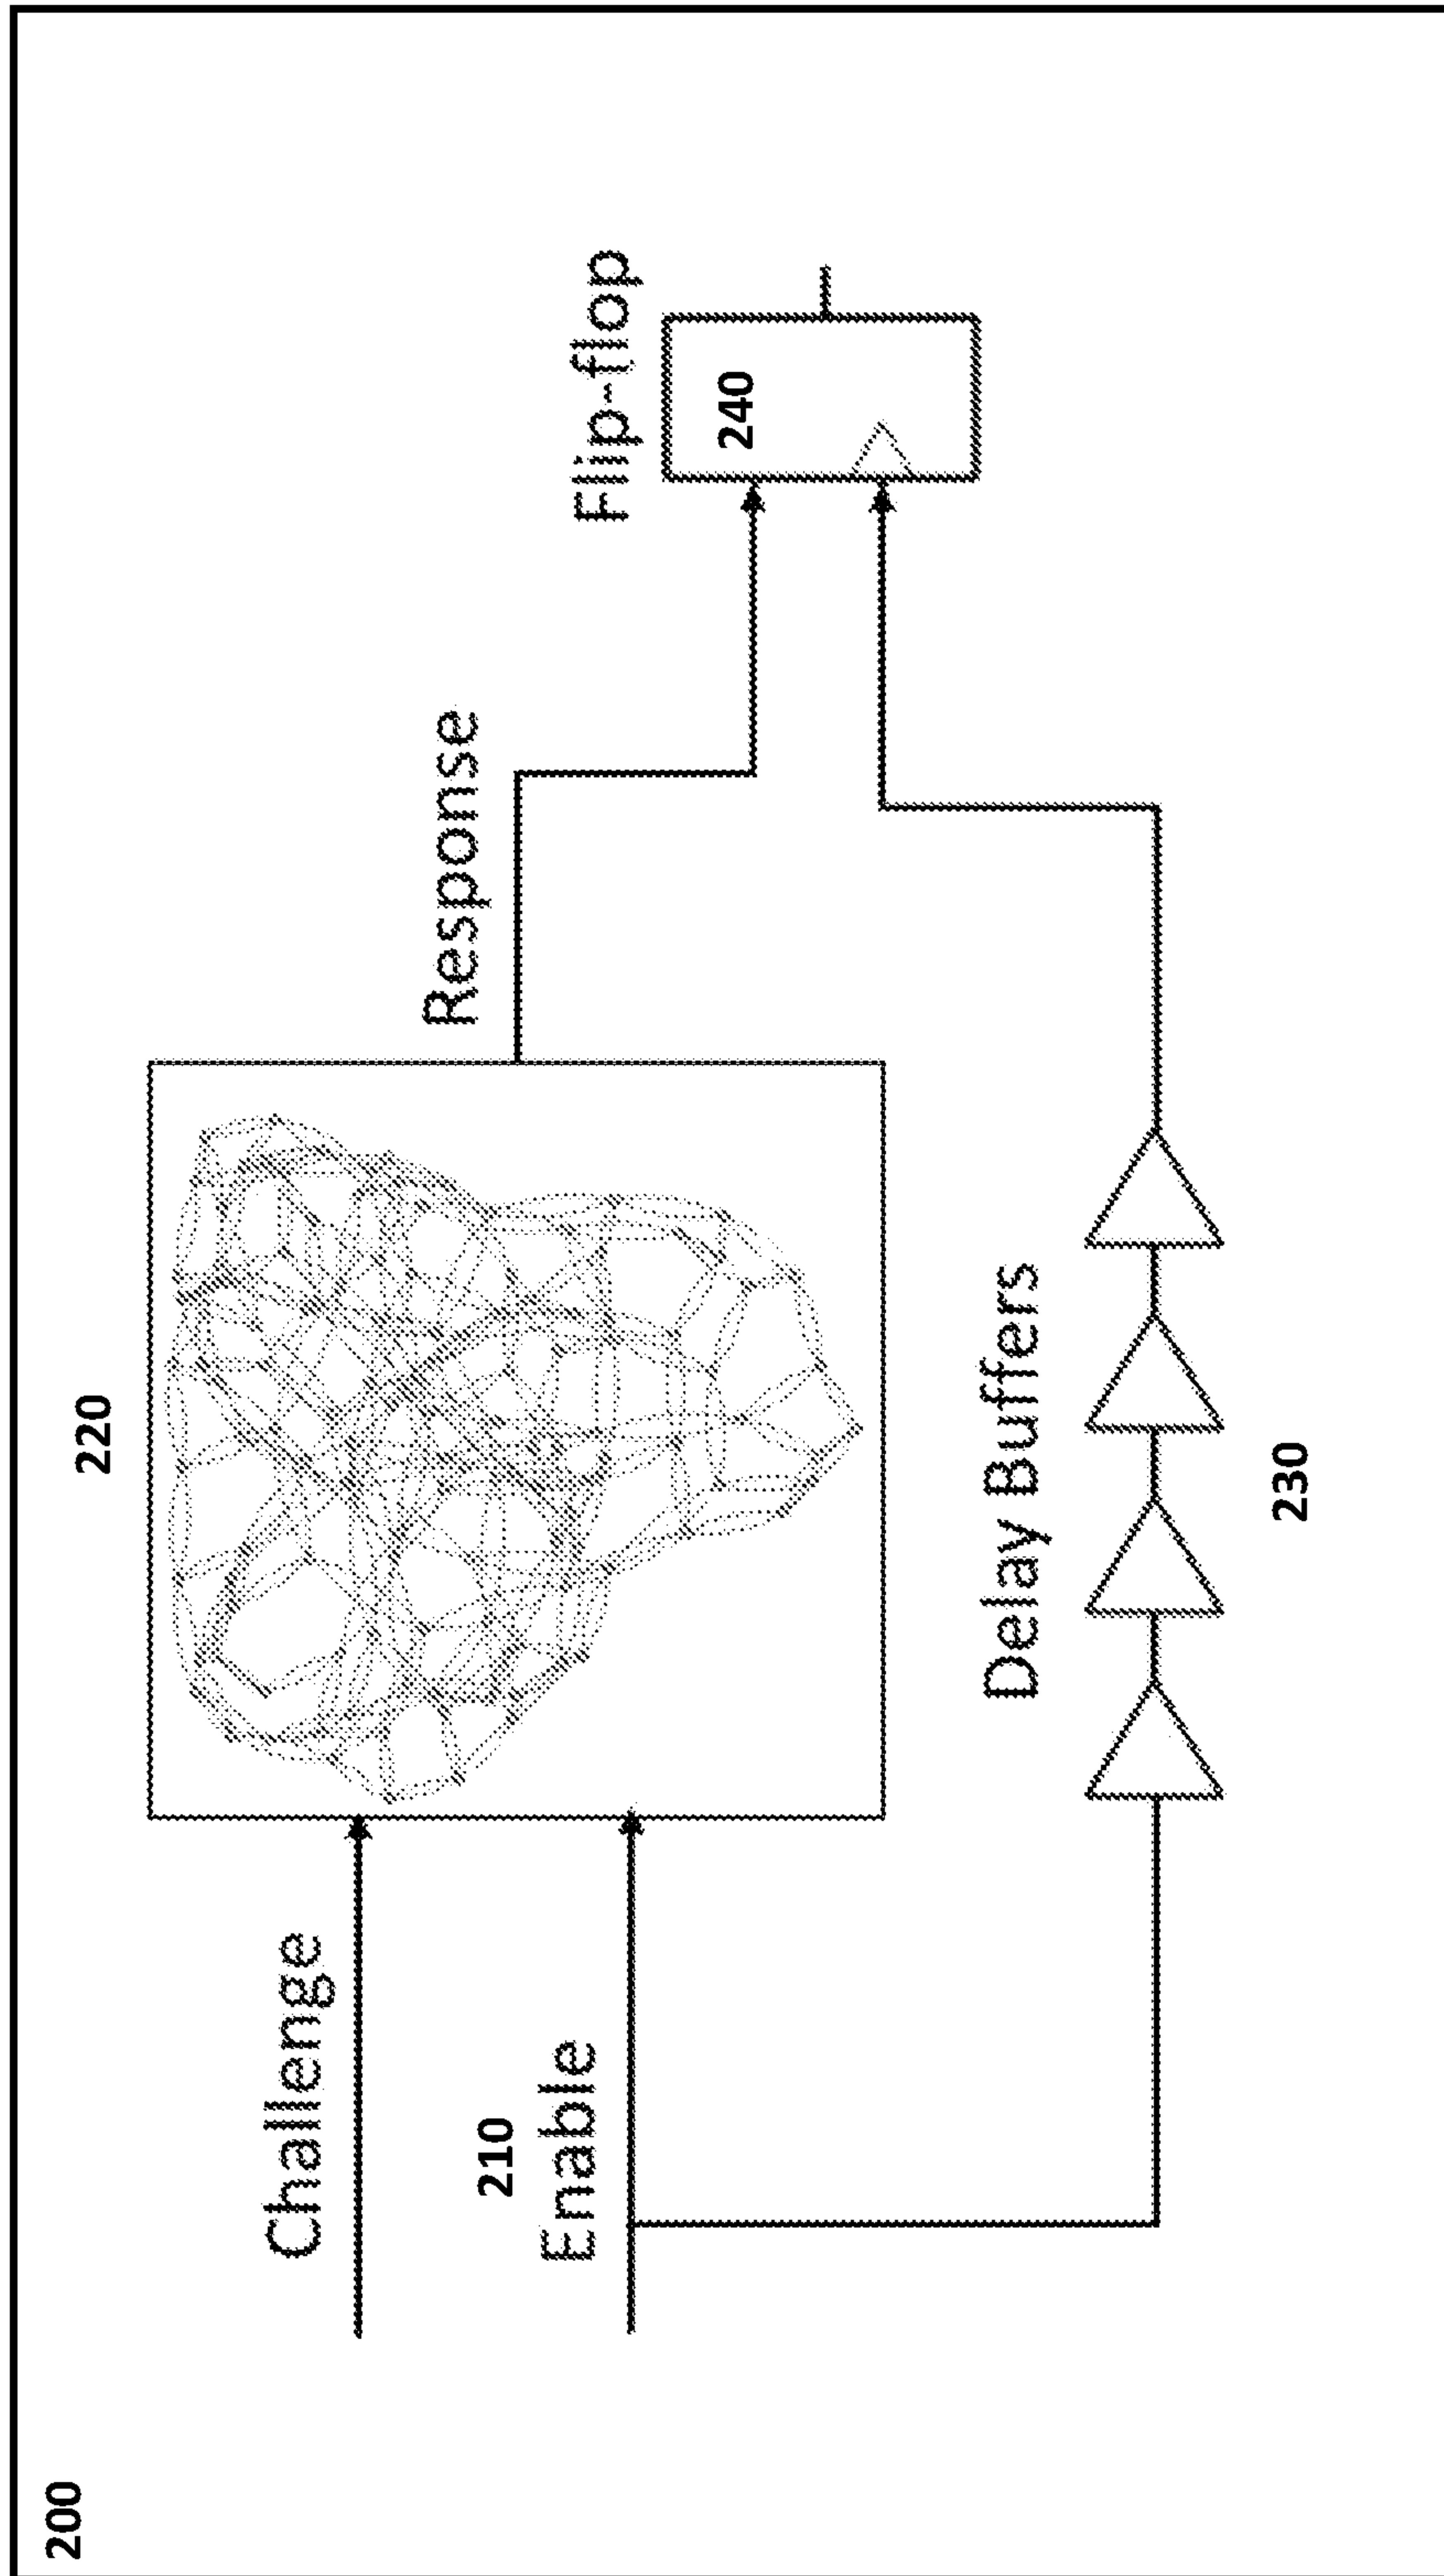 200
220
Challenge
210
Enable
Response
Flip-flop
240
Delay Buffers
230